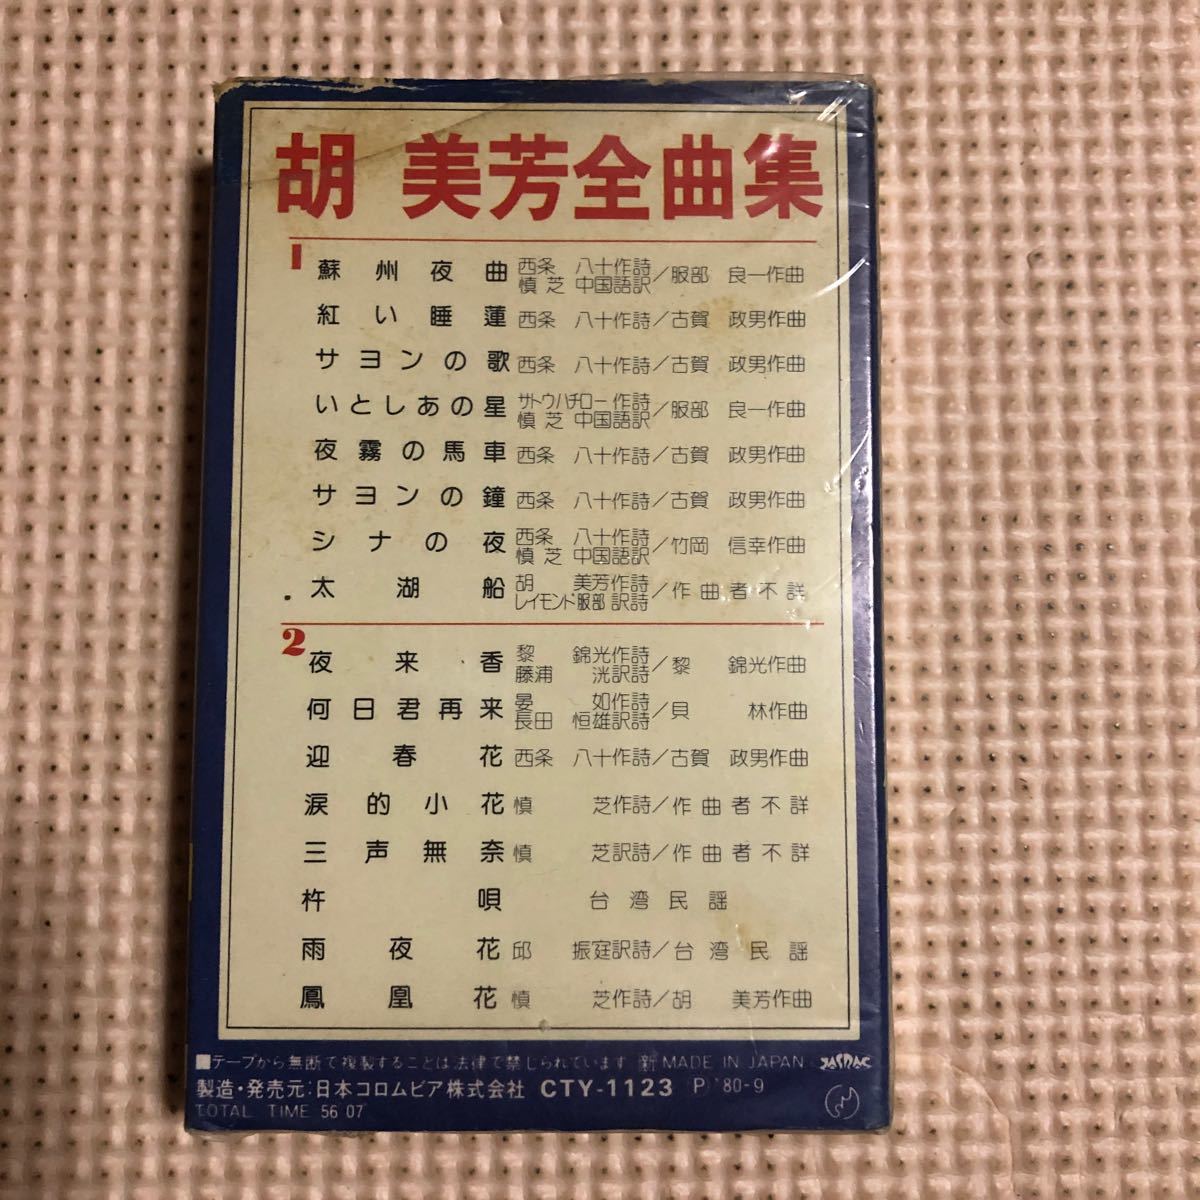 胡 美芳全曲集
1
蘇州夜曲 西条 八十作詩 慎 芝 中国語訳/服部 良一作曲
紅い睡蓮 西条 八十作詩/古賀 政男作曲
サヨンの歌 西条 八十作詩/古賀 政男作曲
いとしあの星 サトウハチロー作詩 慎 芝 中国語訳/服部 良一作曲
夜霧の馬車 西条 八十作詩/古賀 政男作曲
サヨンの鐘 西条 八十作詩/古賀 政男作曲
シナの夜 西条 八十作詩 慎 芝 中国語訳/竹岡 信幸作曲
太湖船 胡 美芳作詩 レイモンド服部 訳詩/作曲者不詳
2
夜来香 黎 錦光作詩 藤浦 洸訳詩/黎 錦光作曲
何日君再来 晏 如作詩 長田 恒雄訳詩/貝 林作曲
迎春花 西条 八十作詩/古賀 政男作曲
涙的小花 慎 芝作詩/作曲者不詳
三声無奈 慎 芝訳詩/作曲者不詳
杵唄 台湾民謡
雨夜花 邱 振庭訳詩/台湾民謡
鳳凰花 慎 芝作詩/胡 美芳作曲
■テープから無断で複製することは法律で禁じられています 新 MADE IN JAPAN JASRAC
製造・発売元:日本コロムビア株式会社 CTY-1123 P '80-9
TOTAL TIME 56 07